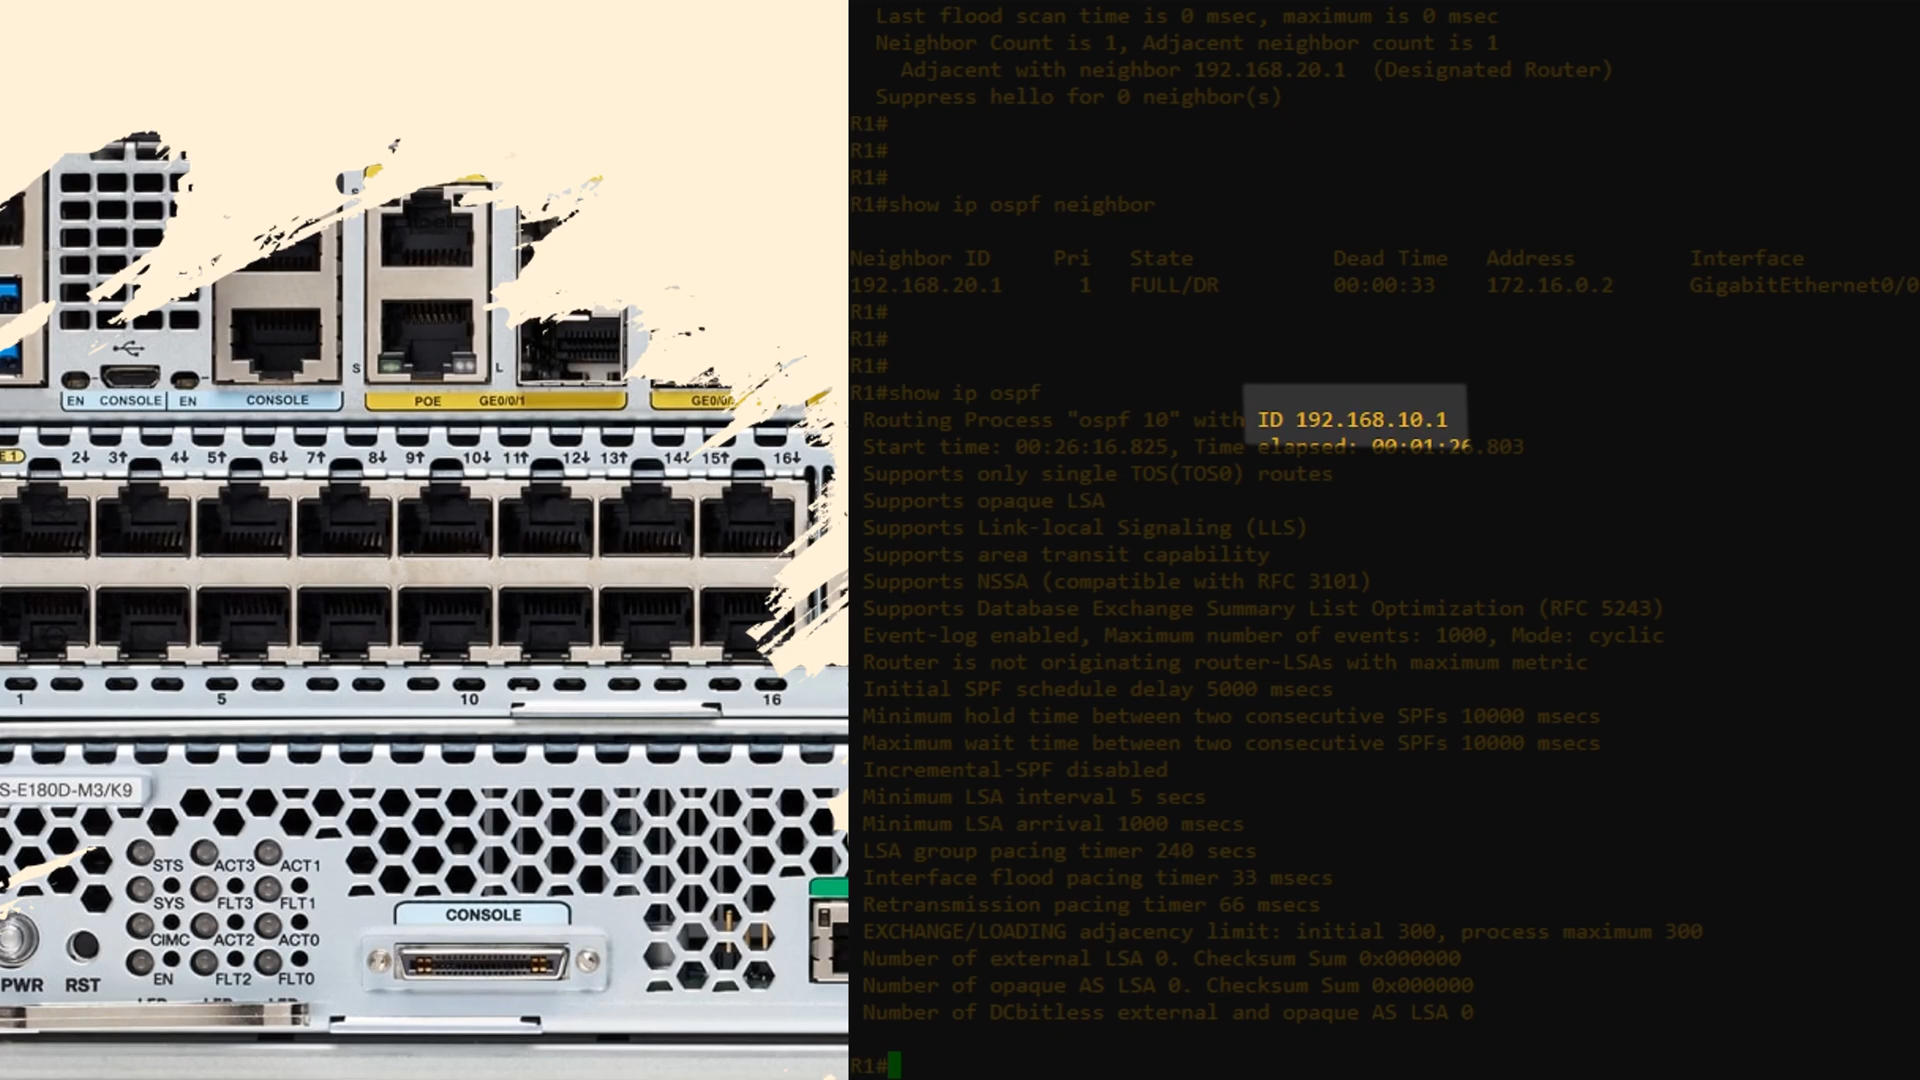 S
S
L
EN
CONSOLE
EN
CONSOLE
POE
GE0/0/1
GE0/0/
E 1
2↓ 3↑ 4↓ 5↑ 6↓ 7↑ 8↓ 9↑ 10↓ 11↑ 12↓ 13↑ 14↓ 15↑ 16↓
1 5 10 16
S-E180D-M3/K9
STS ACT3 ACT1
SYS FLT3 FLT1
CIMC ACT2 ACT0
EN FLT2 FLT0
PWR RST
CONSOLE
Last flood scan time is 0 msec, maximum is 0 msec
Neighbor Count is 1, Adjacent neighbor count is 1
Adjacent with neighbor 192.168.20.1 (Designated Router)
Suppress hello for 0 neighbor(s)
R1#
R1#
R1#
R1#show ip ospf neighbor
Neighbor ID Pri State Dead Time Address Interface
192.168.20.1 1 FULL/DR 00:00:33 172.16.0.2 GigabitEthernet0/0
R1#
R1#
R1#
R1#show ip ospf
Routing Process "ospf 10" with ID 192.168.10.1
Start time: 00:26:16.825, Time elapsed: 00:01:26.803
Supports only single TOS(TOS0) routes
Supports opaque LSA
Supports Link-local Signaling (LLS)
Supports area transit capability
Supports NSSA (compatible with RFC 3101)
Supports Database Exchange Summary List Optimization (RFC 5243)
Event-log enabled, Maximum number of events: 1000, Mode: cyclic
Router is not originating router-LSAs with maximum metric
Initial SPF schedule delay 5000 msecs
Minimum hold time between two consecutive SPFs 10000 msecs
Maximum wait time between two consecutive SPFs 10000 msecs
Incremental-SPF disabled
Minimum LSA interval 5 secs
Minimum LSA arrival 1000 msecs
LSA group pacing timer 240 secs
Interface flood pacing timer 33 msecs
Retransmission pacing timer 66 msecs
EXCHANGE/LOADING adjacency limit: initial 300, process maximum 300
Number of external LSA 0. Checksum Sum 0x000000
Number of opaque AS LSA 0. Checksum Sum 0x000000
Number of DCbitless external and opaque AS LSA 0
R1#